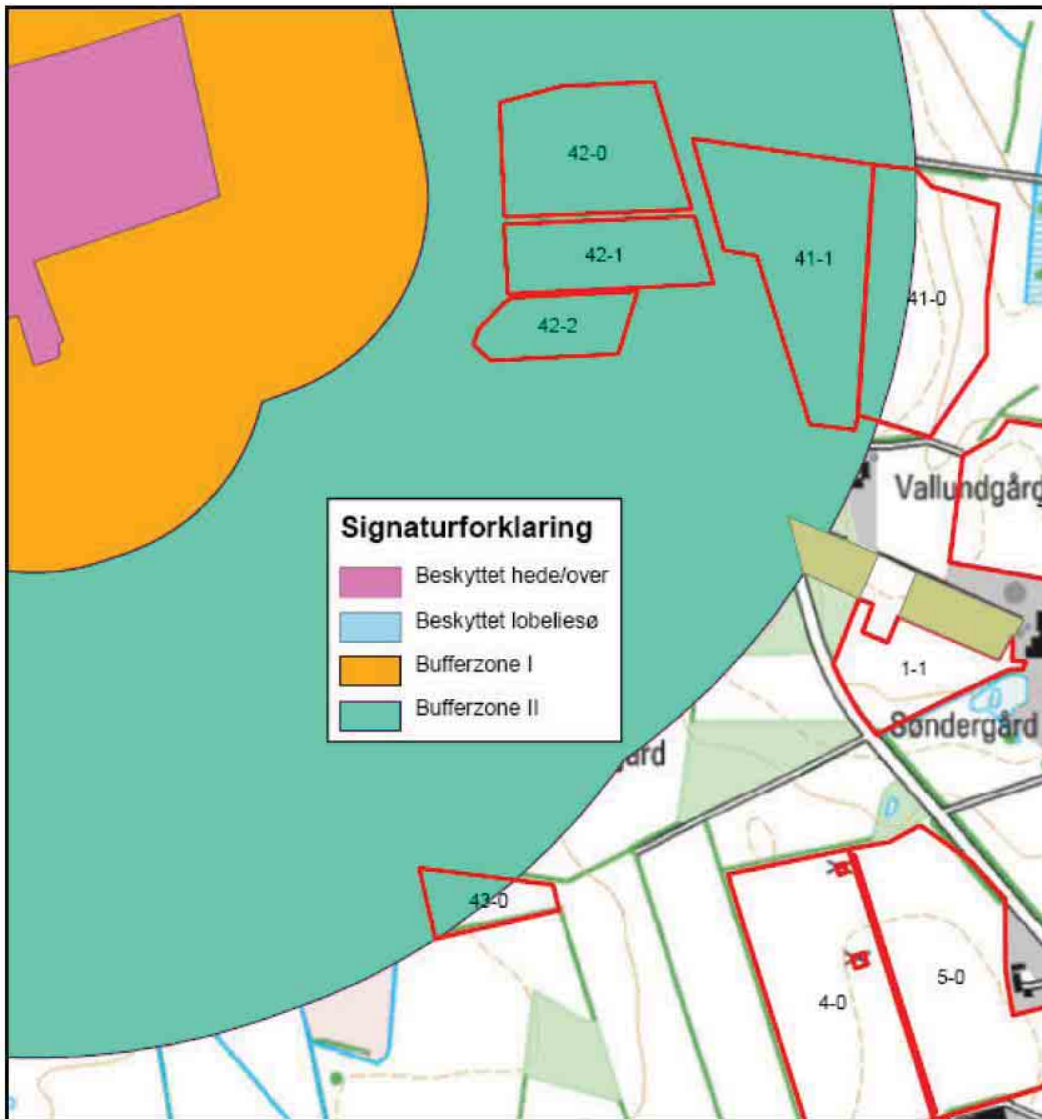 42-0
42-1
41-1
42-2
41-0
Vallundgård
Signaturforklaring
Beskyttet hede/over
Beskyttet lobeliesø
Bufferzone I
Bufferzone II
1-1
D
Søndergård
gård
D
43-0
5-0
4-0